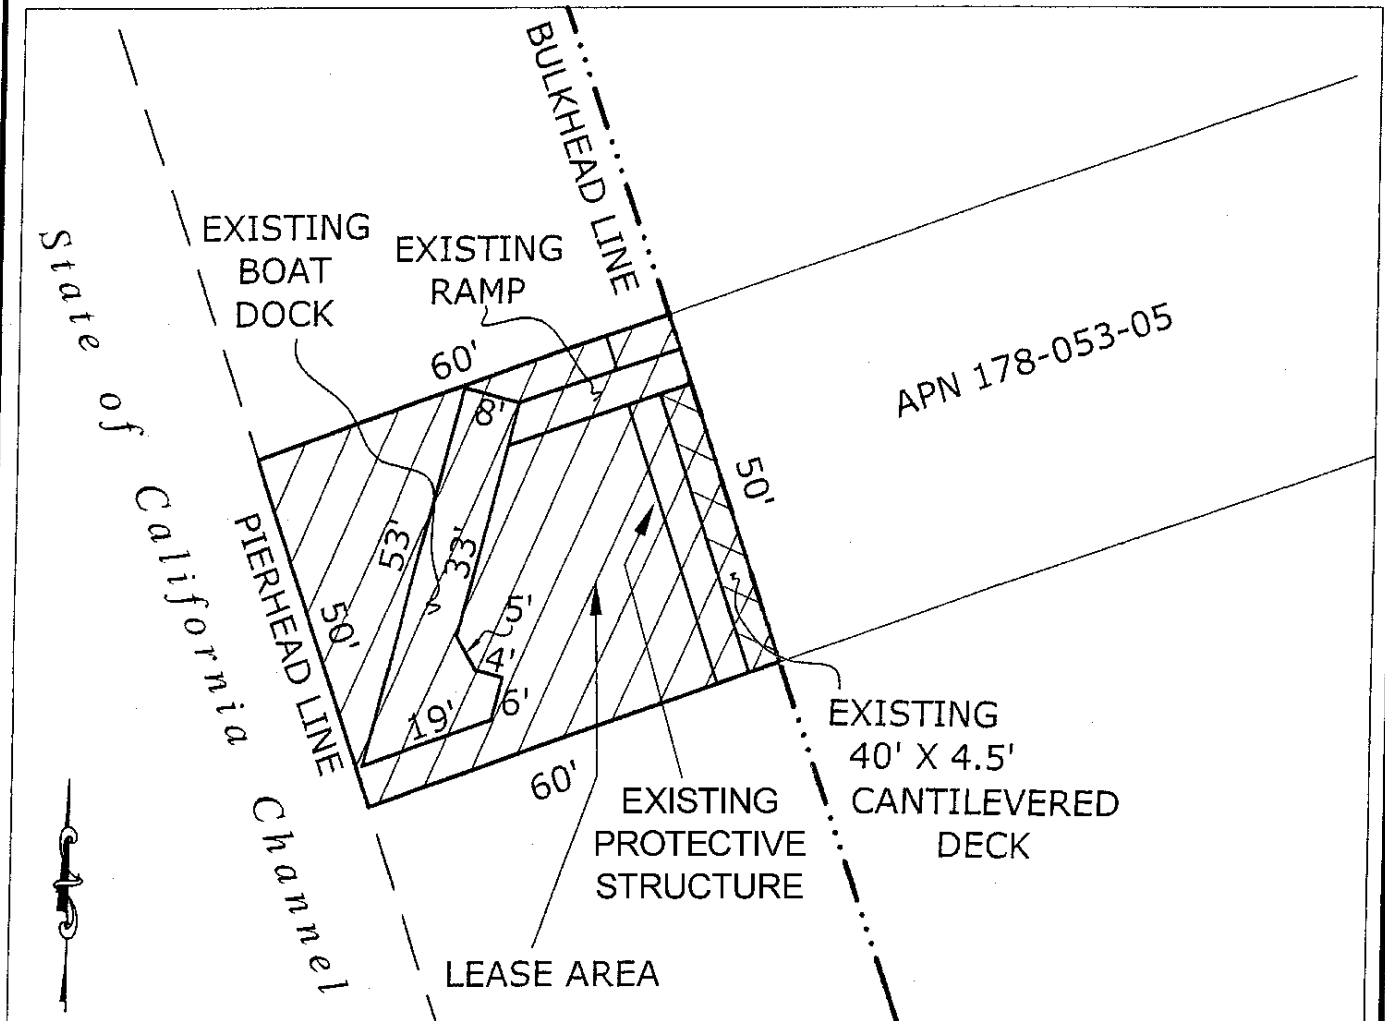 BULKHEAD LINE
EXISTING
BOAT
DOCK
EXISTING
RAMP
State of California Channel
APN 178-053-05
60'
8'
53'
33'
50'
PIERHEAD LINE
50'
5'
4'
6'
19'
60'
EXISTING
40' X 4.5'
CANTILEVERED
DECK
EXISTING
PROTECTIVE
STRUCTURE
LEASE AREA